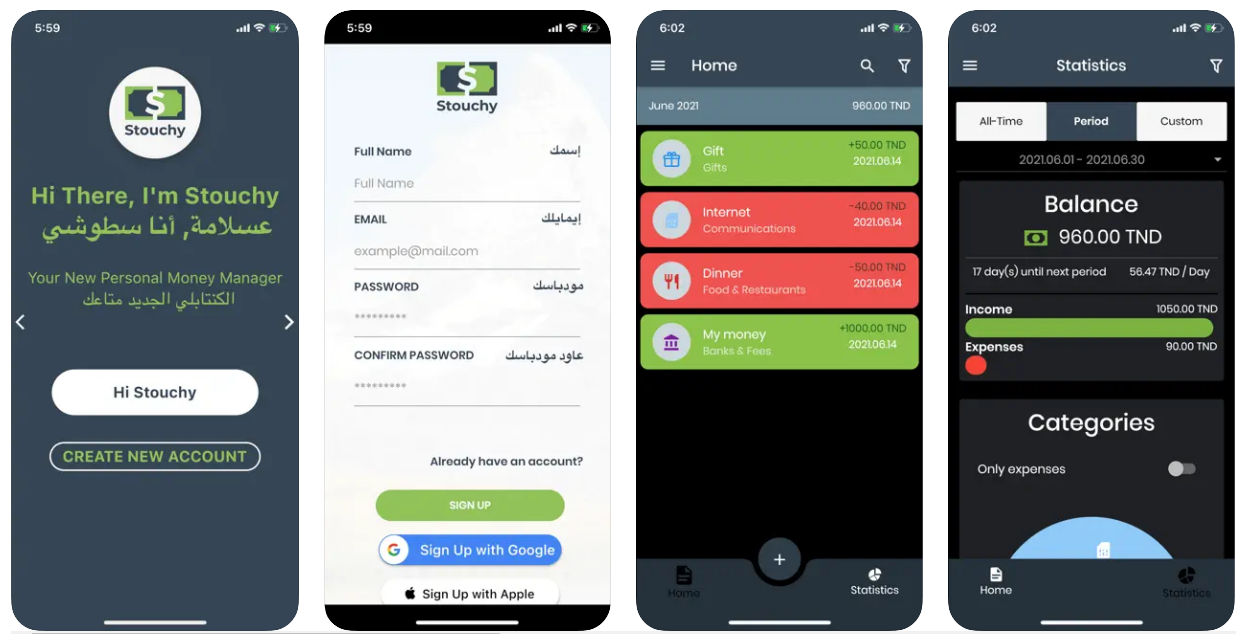 5:59
$
Stouchy
Hi There, I'm Stouchy
عسلامة, أنا سطوشي
Your New Personal Money Manager
الكنتابلي الجديد متاعك
Hi Stouchy
CREATE NEW ACCOUNT
5:59
$
Stouchy
Full Name إسمك
Full Name
EMAIL إيمايلك
example@mail.com
PASSWORD مودباسك
*********
CONFIRM PASSWORD عاود مودباسك
*********
Already have an account?
SIGN UP
G Sign Up with Google
Sign Up with Apple
6:02
Home
June 2021 960.00 TND
Gift +50.00 TND
Gifts 2021.06.14
Internet -40.00 TND
Communications 2021.06.14
Dinner -50.00 TND
Food & Restaurants 2021.06.14
My money +1000.00 TND
Banks & Fees 2021.06.14
+
Home Statistics
6:02
Statistics
All-Time Period Custom
2021.06.01 - 2021.06.30
Balance
960.00 TND
17 day(s) until next period 56.47 TND / Day
Income 1050.00 TND
Expenses 90.00 TND
Categories
Only expenses
Home Statistics